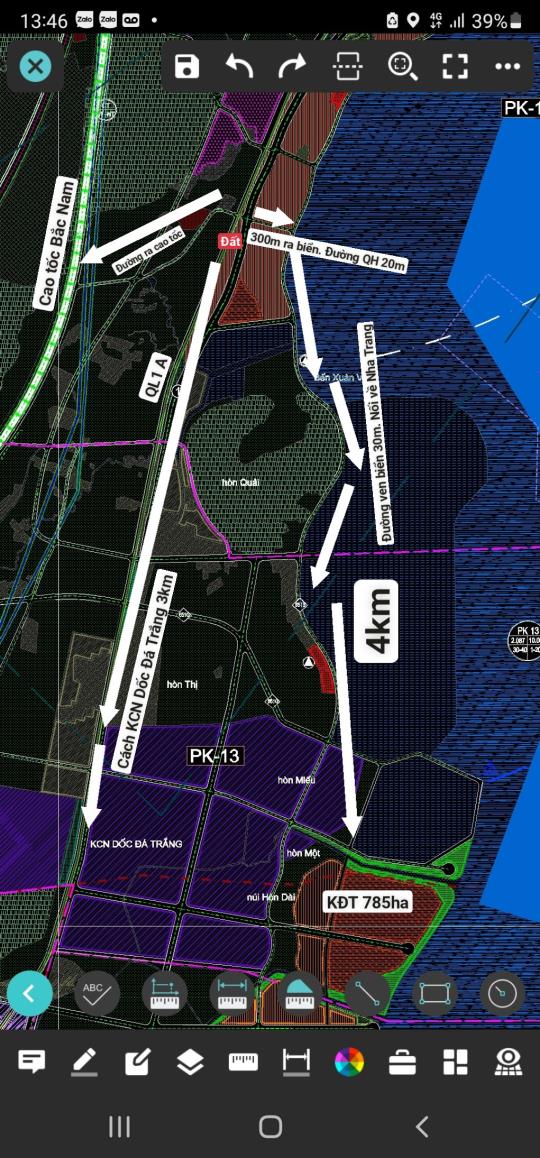 13:46
Zalo
Zalo
4G
39%
PK-1
Cao tốc Bắc Nam
Đường ra cao tốc
Đất
300m ra biển. Đường QH 20m
QL1 A
Đường ven biển 30m. Nối về Nha Trang
hòn Quải
4km
Cách KCN Dốc Đá Trắng 3km
hòn Thị
PK 13
PK-13
hòn Miếu
KCN DỐC ĐÁ TRẮNG
hòn Một
núi Hòn Dài
KĐT 785ha
ABC